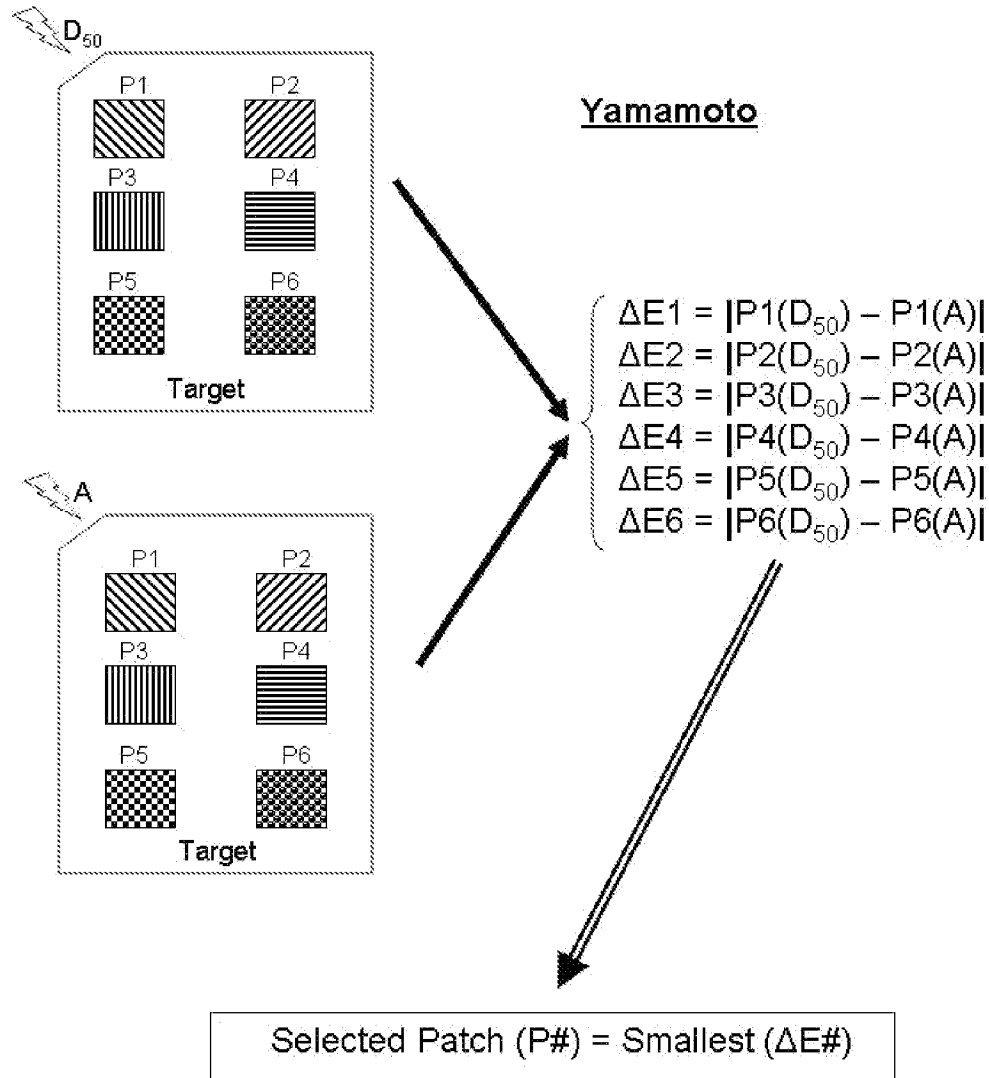 D50
P1 P2
P3 P4
P5 P6
Target
Yamamoto
A
P1 P2
P3 P4
P5 P6
Target
ΔE1 = |P1(D50) – P1(A)|
ΔE2 = |P2(D50) – P2(A)|
ΔE3 = |P3(D50) – P3(A)|
ΔE4 = |P4(D50) – P4(A)|
ΔE5 = |P5(D50) – P5(A)|
ΔE6 = |P6(D50) – P6(A)|
Selected Patch (P#) = Smallest (ΔE#)